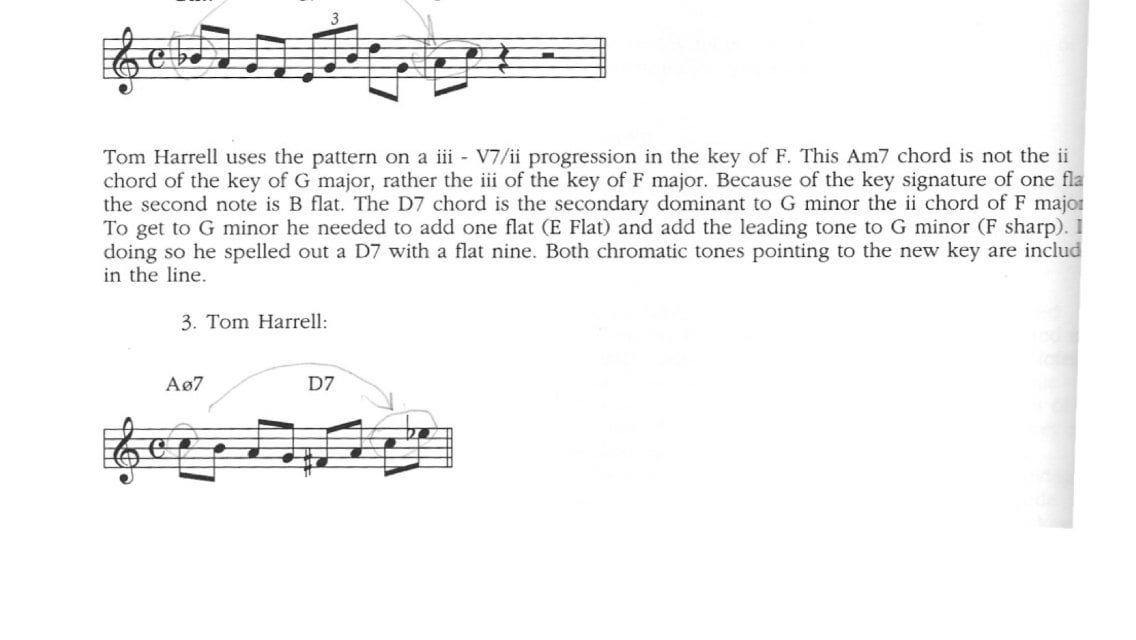 3
Tom Harrell uses the pattern on a iii - V7/ii progression in the key of F. This Am7 chord is not the ii
chord of the key of G major, rather the iii of the key of F major. Because of the key signature of one fla
the second note is B flat. The D7 chord is the secondary dominant to G minor the ii chord of F major
To get to G minor he needed to add one flat (E Flat) and add the leading tone to G minor (F sharp). I
doing so he spelled out a D7 with a flat nine. Both chromatic tones pointing to the new key are includ
in the line.
3. Tom Harrell:
Aø7 D7